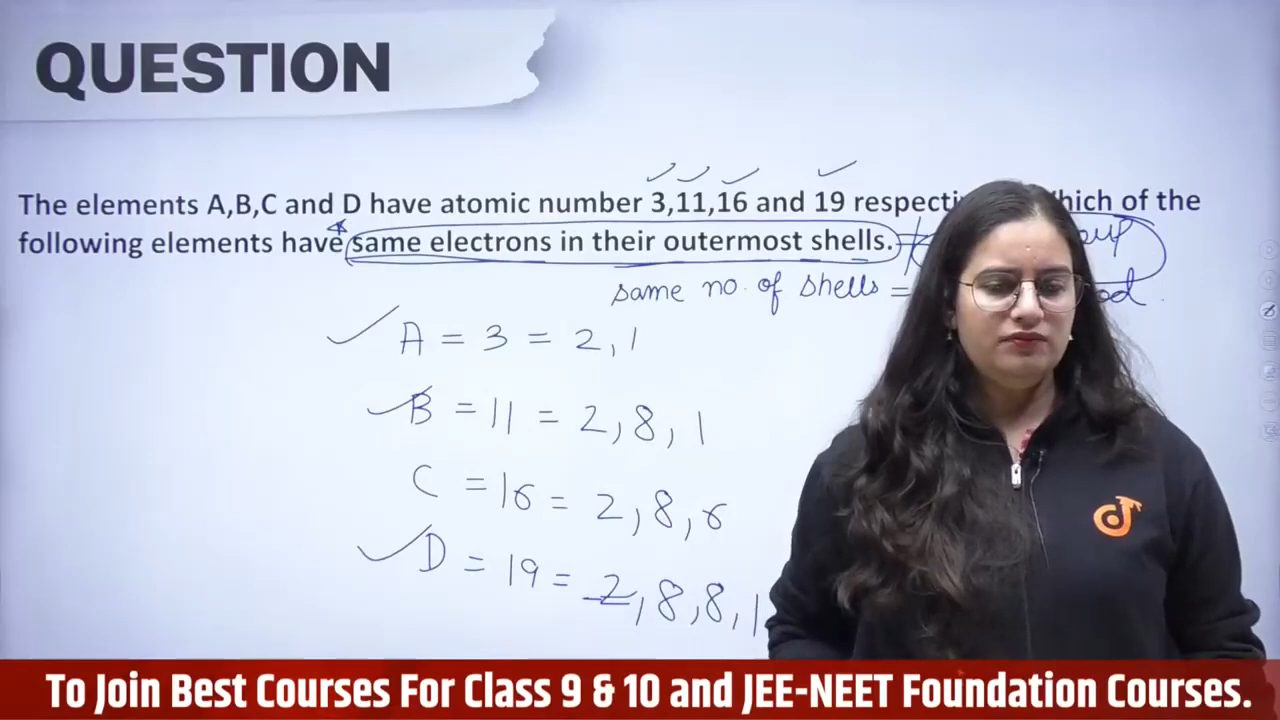 QUESTION
The elements A,B,C and D have atomic number 3,11,16 and 19 of the
following elements have same electrons in their outermost shells.
same no. of shells =
A = 3 = 2,1
B = 11 = 2,8,1
C = 16 = 2,8,6
D = 19 = 2,8,8,1
To Join Best Courses For Class 9 & 10 and JEE-NEET Foundation Courses.